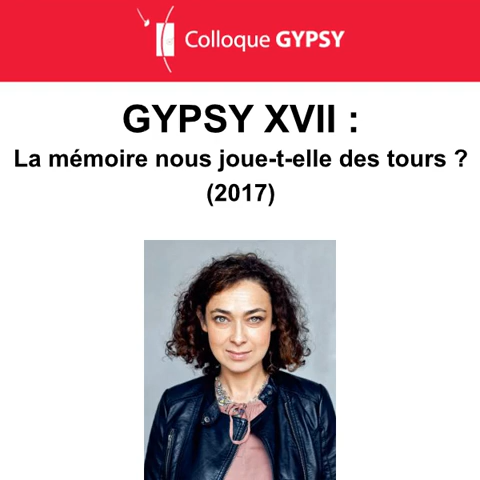 Colloque GYPSY
GYPSY XVII :
La mémoire nous joue-t-elle des tours ?
(2017)